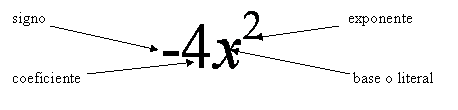 signo
exponente
-4x²
coeficiente
base o literal